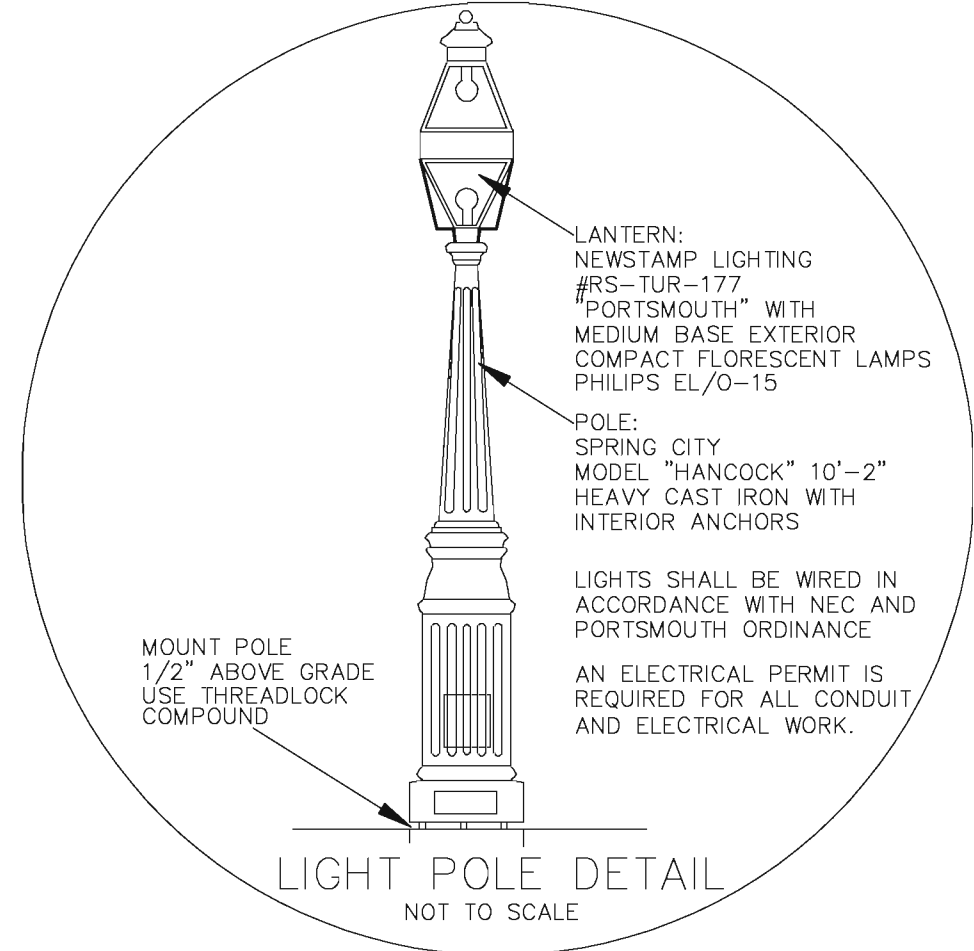 LANTERN:
NEWSTAMP LIGHTING
#RS-TUR-177
"PORTSMOUTH" WITH
MEDIUM BASE EXTERIOR
COMPACT FLORESCENT LAMPS
PHILIPS EL/O-15
POLE:
SPRING CITY
MODEL "HANCOCK" 10'-2"
HEAVY CAST IRON WITH
INTERIOR ANCHORS
LIGHTS SHALL BE WIRED IN
ACCORDANCE WITH NEC AND
PORTSMOUTH ORDINANCE
AN ELECTRICAL PERMIT IS
REQUIRED FOR ALL CONDUIT
AND ELECTRICAL WORK.
MOUNT POLE
1/2" ABOVE GRADE
USE THREADLOCK
COMPOUND
LIGHT POLE DETAIL
NOT TO SCALE